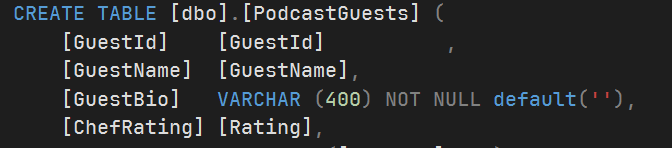 CREATE TABLE [dbo].[PodcastGuests] (
[GuestId] [GuestId] ,
[GuestName] [GuestName],
[GuestBio] VARCHAR (400) NOT NULL default(''),
[ChefRating] [Rating],